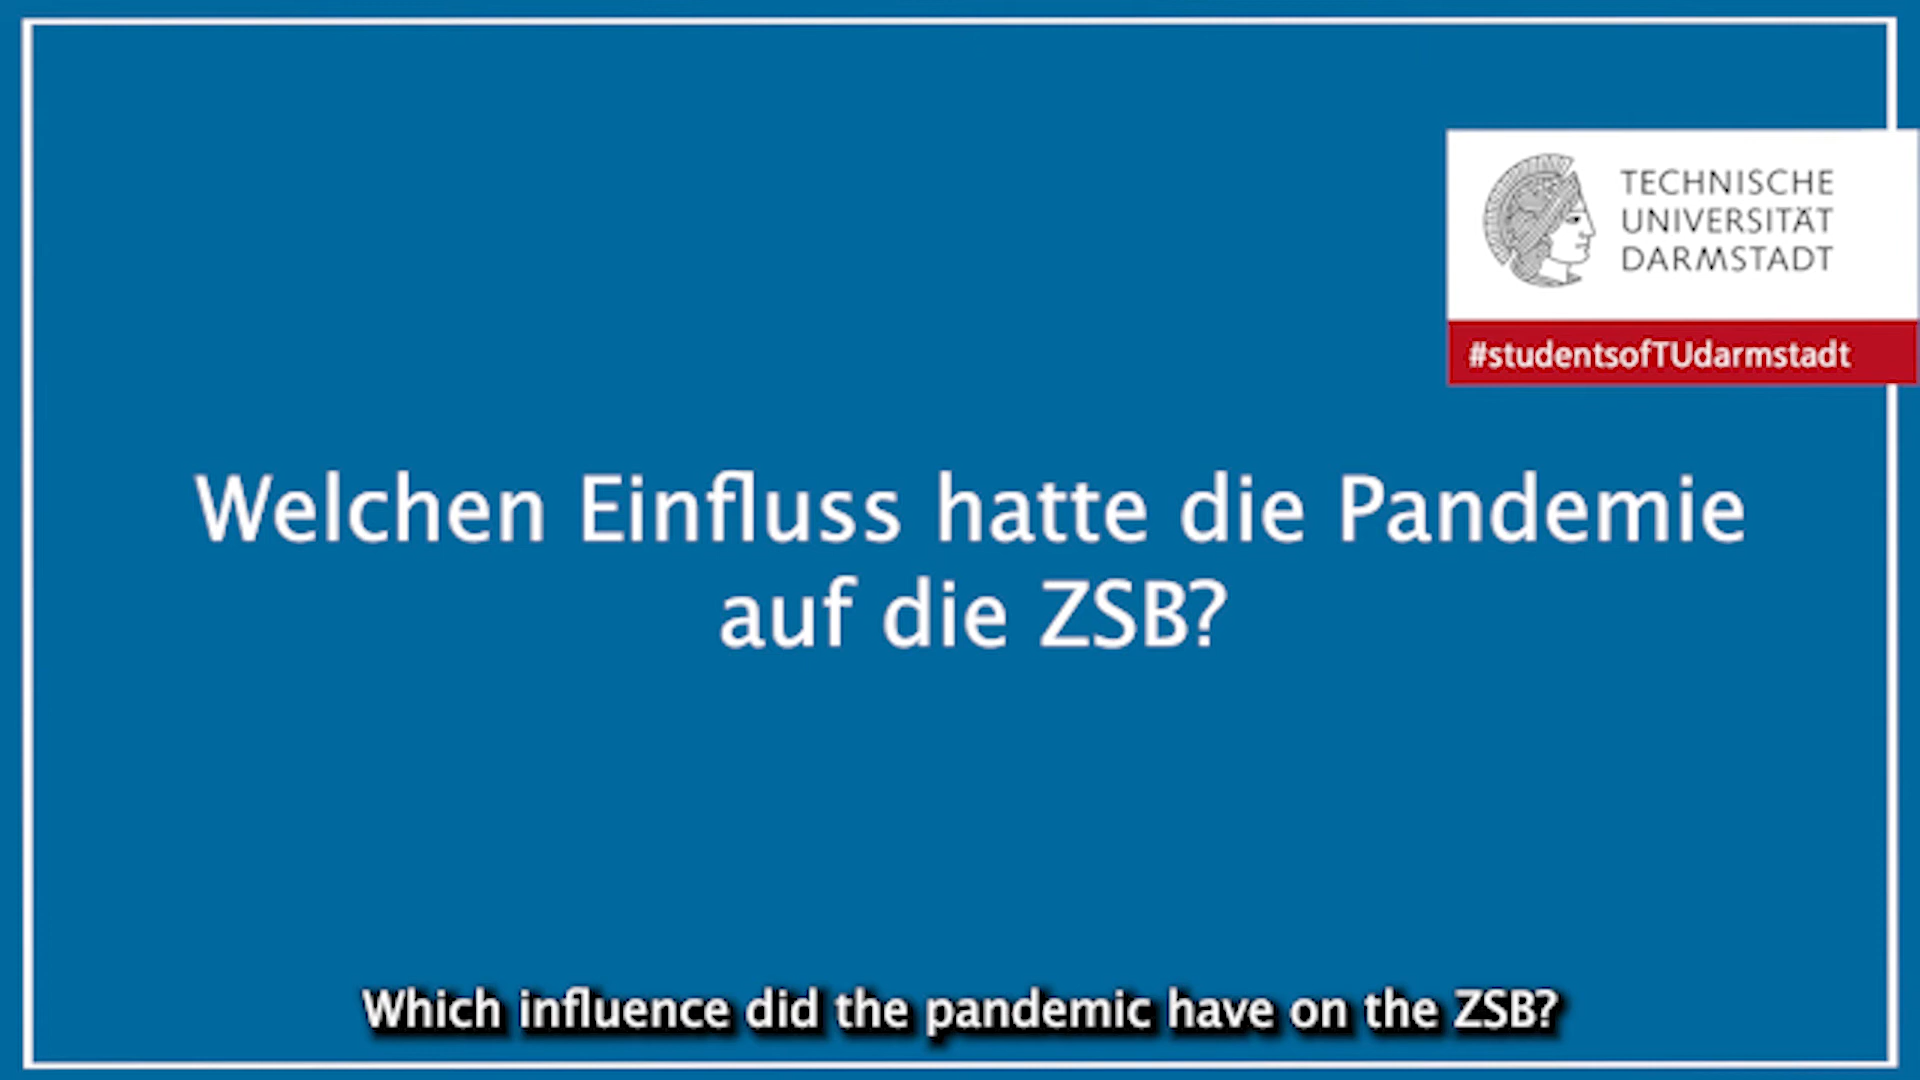 TECHNISCHE
UNIVERSITÄT
DARMSTADT
#studentsofTUdarmstadt
Welchen Einfluss hatte die Pandemie
auf die ZSB?
Which influence did the pandemic have on the ZSB?